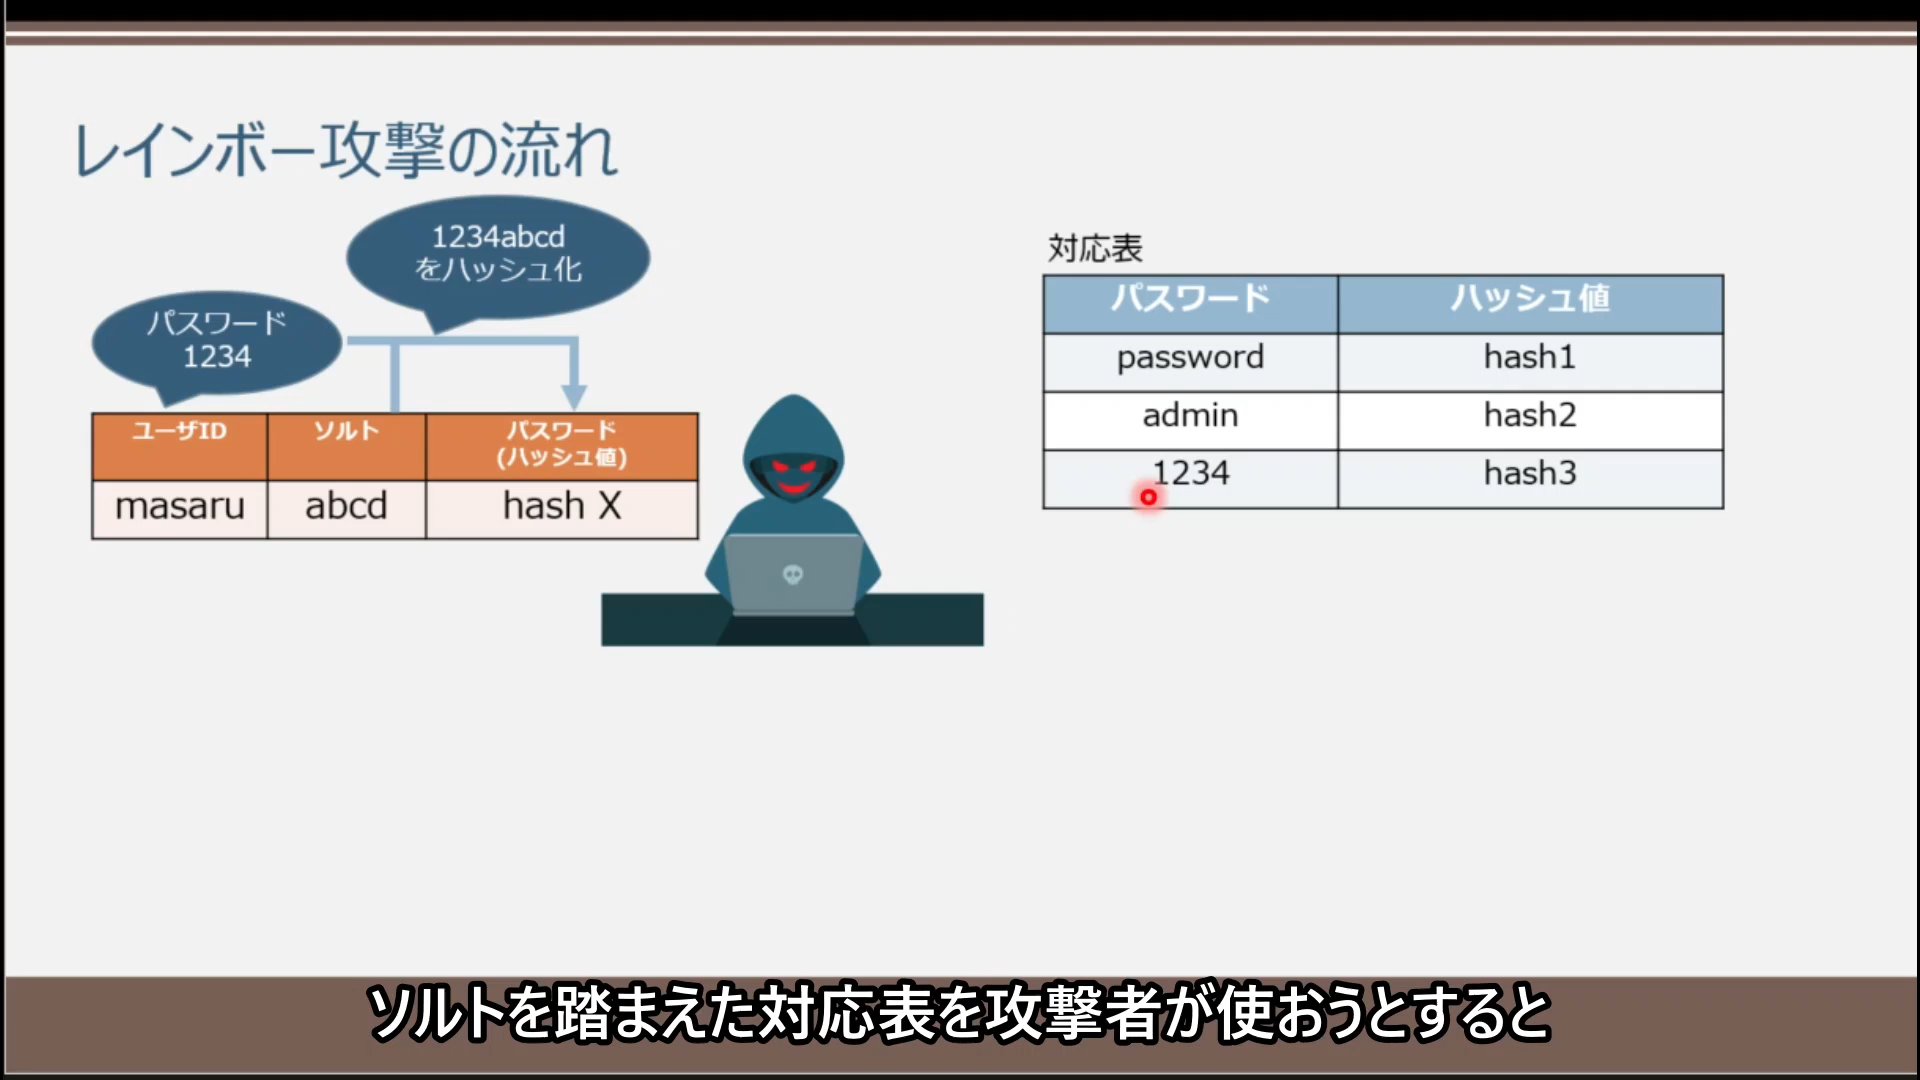 レインボー攻撃の流れ
1234abcd
をハッシュ化
パスワード
1234
ユーザID ソルト パスワード
(ハッシュ値)
masaru abcd hash X
対応表
パスワード ハッシュ値
password hash1
admin hash2
1234 hash3
ソルトを踏まえた対応表を攻撃者が使おうとすると